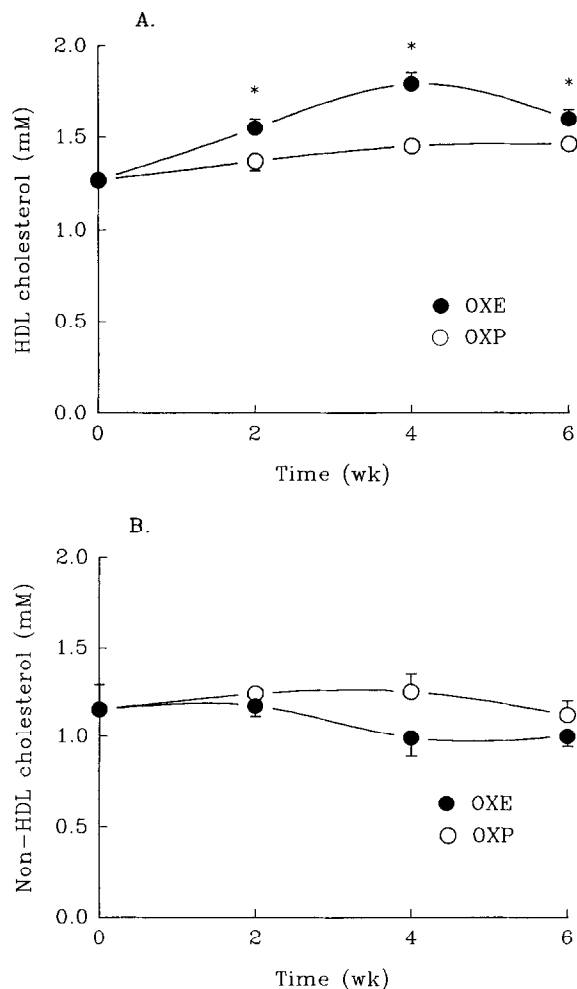 A.
HDL cholesterol (mM)
2.0
1.5
1.0
0.5
0.0
*
*
*
OXE
OXP
0 2 4 6
Time (wk)
B.
Non-HDL cholesterol (mM)
2.0
1.5
1.0
0.5
0.0
OXE
OXP
0 2 4 6
Time (wk)